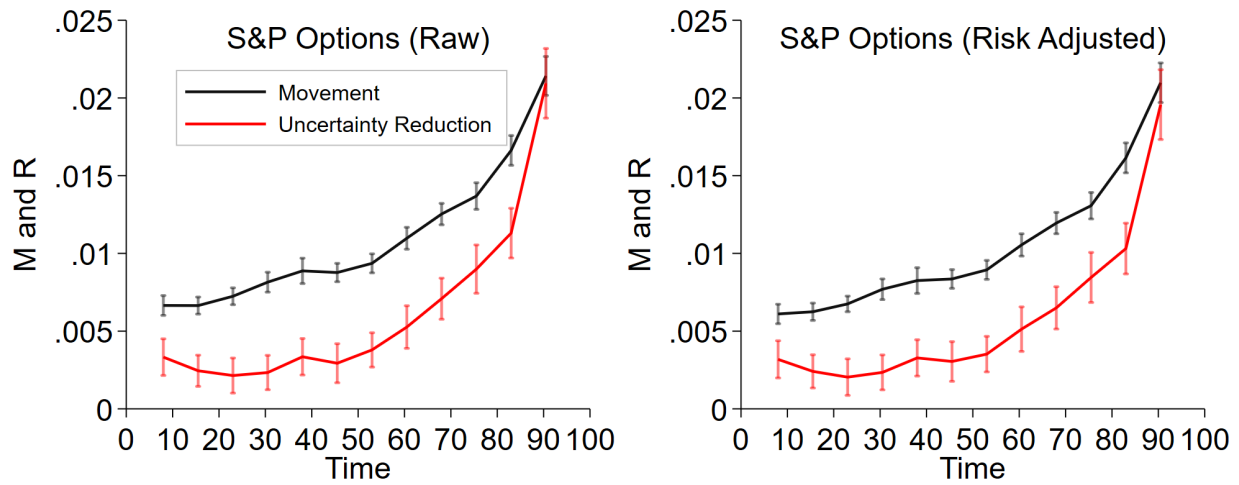 S&P Options (Raw)
Movement
Uncertainty Reduction
M and R
.025
.02
.015
.01
.005
0
0 10 20 30 40 50 60 70 80 90 100
Time
S&P Options (Risk Adjusted)
M and R
.025
.02
.015
.01
.005
0
0 10 20 30 40 50 60 70 80 90 100
Time